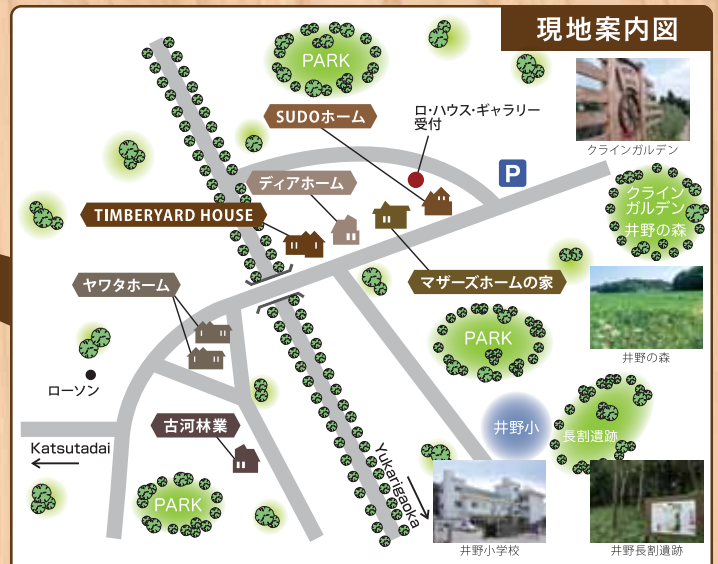 現地案内図
PARK
SUDOホーム
ロ・ハウス・ギャラリー
受付
クラインガルデン
P
ディアホーム
クライン
ガルデン
井野の森
TIMBERYARD HOUSE
ヤワタホーム
マザーズホームの家
PARK
井野の森
ローソン
古河林業
井野小
長割遺跡
Katsutadai
Yukarigaoka
PARK
井野小学校
井野長割遺跡